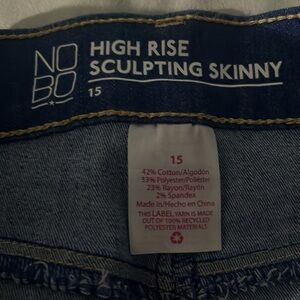 NO
BO
HIGH RISE
SCULPTING SKINNY
15
15
42% Cotton/Algodón
33% Polyester/Poliéster
23% Rayon/Rayón
2% Spandex
Made in/Hecho en China
THIS LABEL YARN IS MADE
OUT OF 100% RECYCLED
POLYESTER MATERIALS